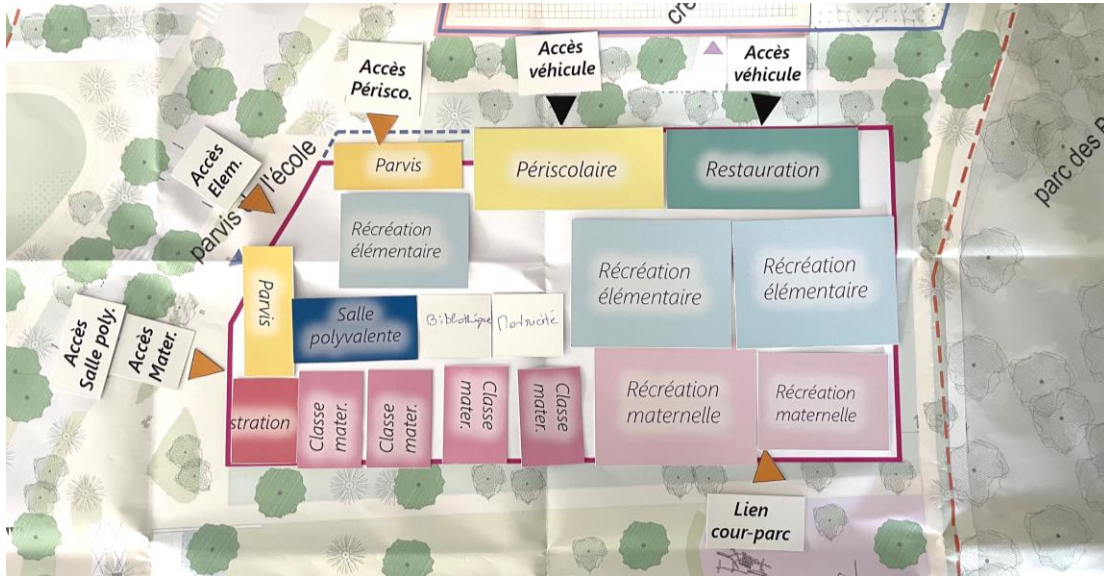 cre
Accès
Périsco.
Accès
véhicule
Accès
véhicule
Accès
Elem.
parvis
l'école
Parvis
Périscolaire
Restauration
parc des
Récréation
élémentaire
Récréation
élémentaire
Récréation
élémentaire
Parvis
Salle
polyvalente
Bibliothèque
Motricité
Accès
Salle poly.
Accès
Mater.
stration
Classe
mater.
Classe
mater.
Classe
mater.
Classe
mater.
Récréation
maternelle
Récréation
maternelle
Lien
cour-parc